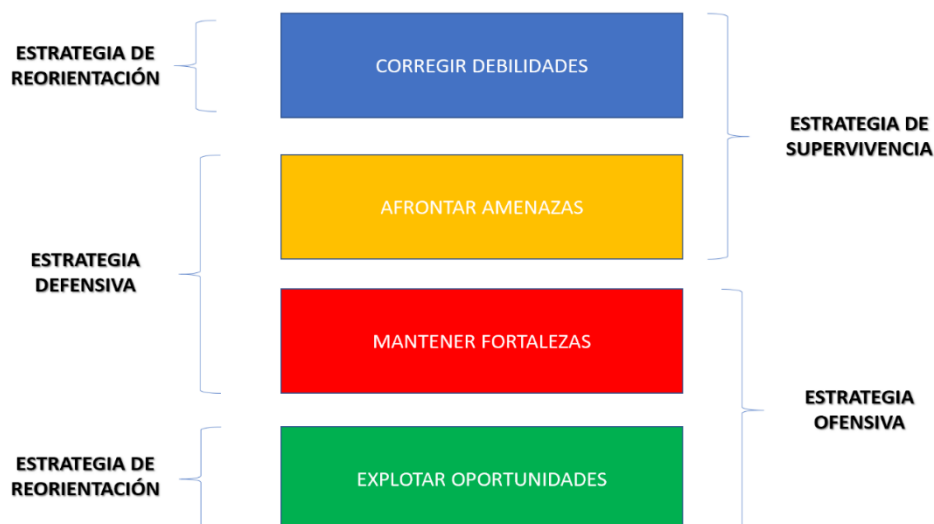 ESTRATEGIA DE
REORIENTACIÓN
CORREGIR DEBILIDADES
ESTRATEGIA DE
SUPERVIVENCIA
AFRONTAR AMENAZAS
ESTRATEGIA
DEFENSIVA
MANTENER FORTALEZAS
ESTRATEGIA
OFENSIVA
ESTRATEGIA DE
REORIENTACIÓN
EXPLOTAR OPORTUNIDADES